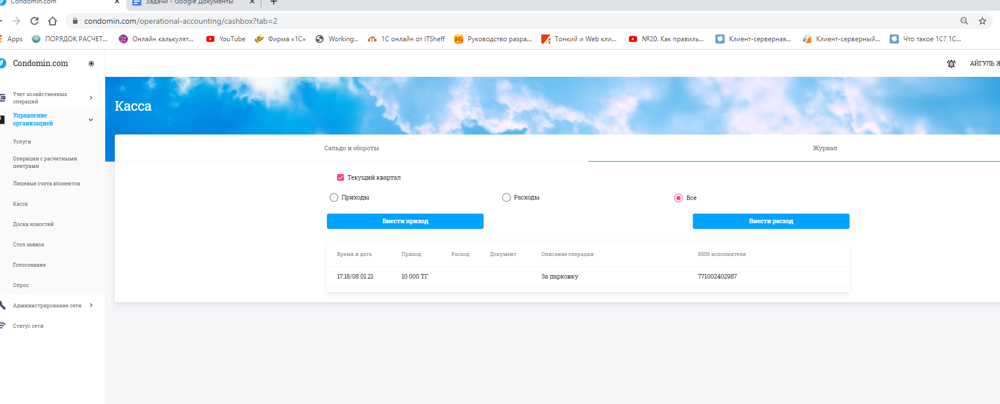 Condomin.com
Задачи - Google Документы
condomin.com/operational-accounting/cashbox?tab=2
Apps ПОРЯДОК РАСЧЕТ... Онлайн калькулят... YouTube Фирма «1С» Working... 1С онлайн от ITSheff Руководство разра... Тонкий и Web кли... №20. Как правиль... Клиент-серверная... Клиент-серверный... Что такое 1С? 1С...
Condomin.com
АЙГУЛЬ Ж
Учет хозяйственных
операций
Управление
организацией
Услуги
Операции с расчетными
центрами
Лицевые счета абонентов
Касса
Доска новостей
Стол заявок
Голосование
Опрос
Администрирование сети
Статус сети
Касса
Сальдо и обороты Журнал
Текущий квартал
Приходы Расходы Все
Внести приход Внести расход
Время и дата Приход Расход Документ Описание операции ИИН исполнителя
17:18/08.01.21 10 000 ТГ За парковку 771002402987